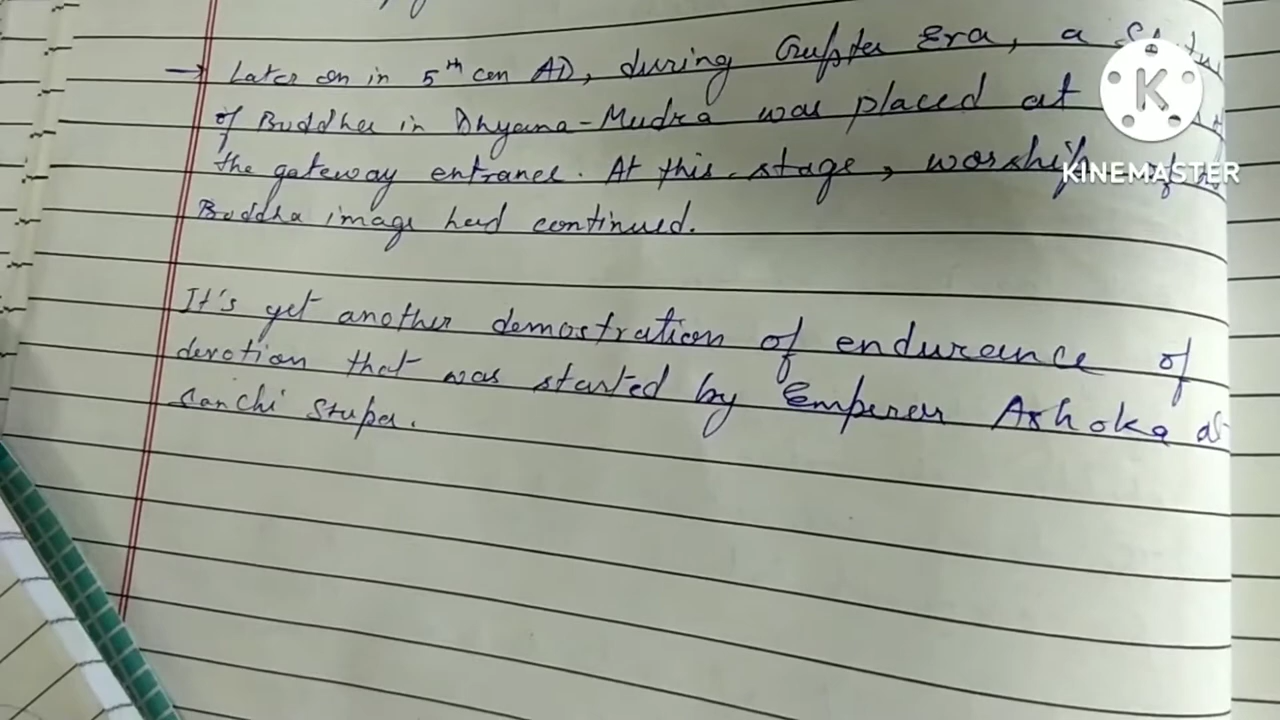 → Later on in 5th cen AD, during Gupta Era, a
of Buddha in Dhyana-Mudra was placed at
the gateway entrance. At this stage, worship of
Buddha image had continued.
It's yet another demostration of endurance of
devotion that was started by Emperor Ashoka at
Sanchi Stupa.
K
KINEMASTER